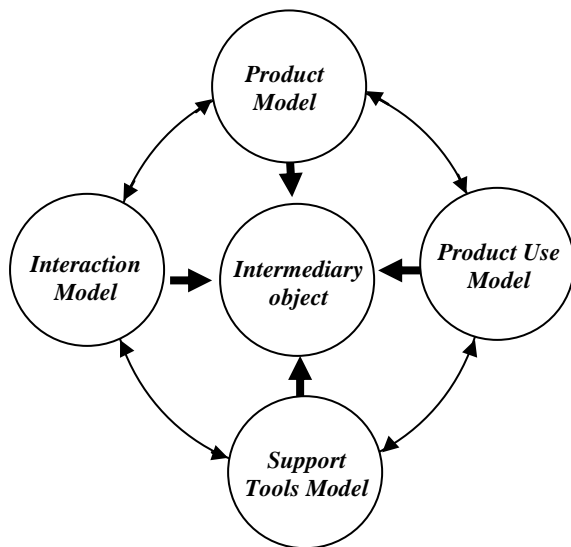 Product
Model
Interaction
Model
Intermediary
object
Product Use
Model
Support
Tools Model